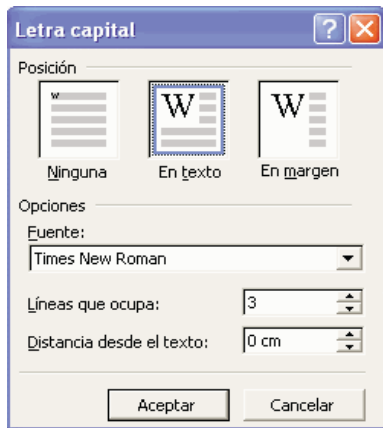 Letra capital
Posición
W W W
Ninguna En texto En margen
Opciones
Fuente:
Times New Roman
Líneas que ocupa: 3
Distancia desde el texto: 0 cm
Aceptar Cancelar